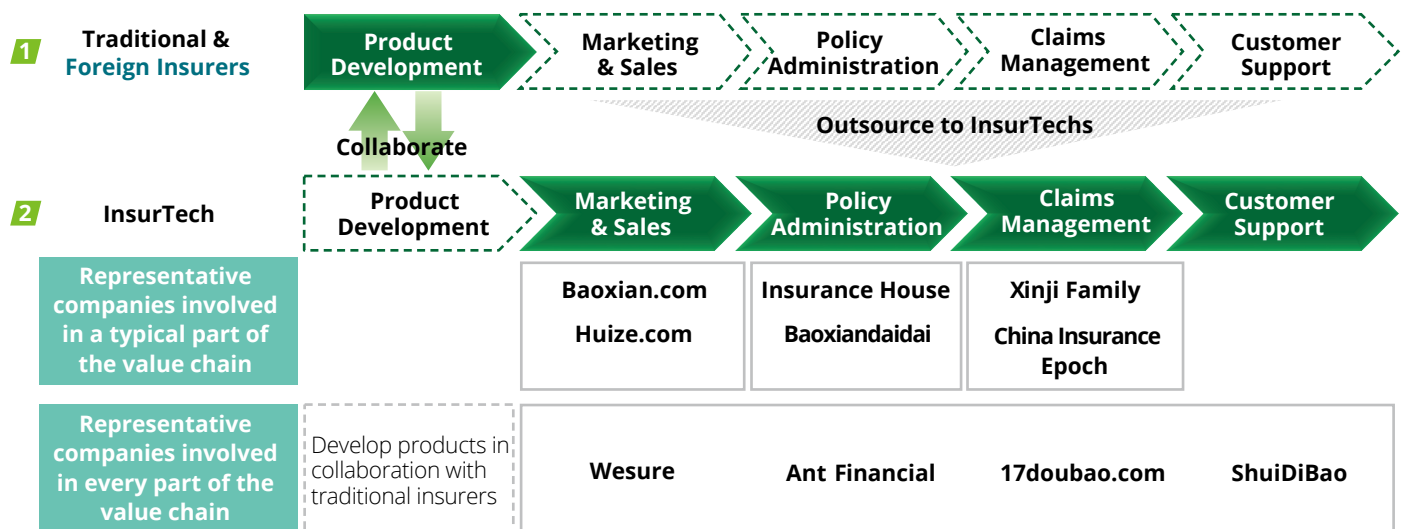 1
Traditional &
Foreign Insurers
Product
Development
Marketing
& Sales
Policy
Administration
Claims
Management
Customer
Support
Collaborate
Outsource to InsurTechs
2
InsurTech
Product
Development
Marketing
& Sales
Policy
Administration
Claims
Management
Customer
Support
Representative
companies involved
in a typical part of
the value chain
Baoxian.com
Huize.com
Insurance House
Baoxiandaidai
Xinji Family
China Insurance
Epoch
Representative
companies involved
in every part of the
value chain
Develop products in
collaboration with
traditional insurers
Wesure
Ant Financial
17doubao.com
ShuiDiBao